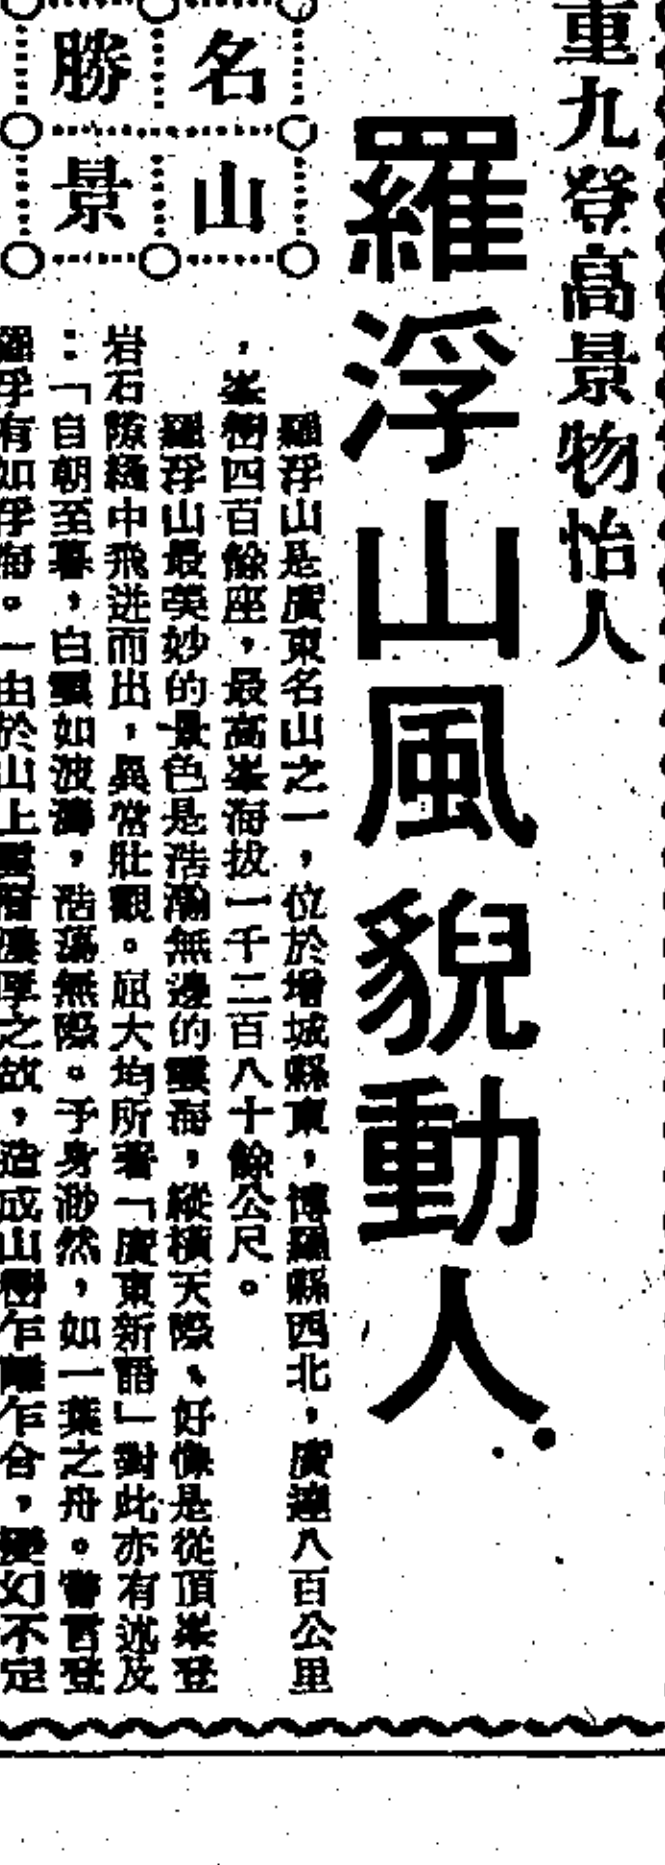 重九登高景物怡人
羅浮山風貌動人
名山
勝景
羅浮山是廣東名山之一，位於增城縣東，博羅縣西北，廣達八百公里
，峯巒四百餘座，最高峯海拔一千二百八十餘公尺。
羅浮山最美妙的景色是浩瀚無邊的雲海，縱橫天際、好像是從頂峯登
岩石隙縫中飛迸而出，異常壯觀。屈大均所著「廣東新語」對此亦有述及
：「自朝至暮，白雲如波濤，浩蕩無際。予身渺然，如一葉之舟。嘗言登
羅浮有如浮海。一由於山上雲層濃厚之故，造成山巒乍離乍合，變幻不定